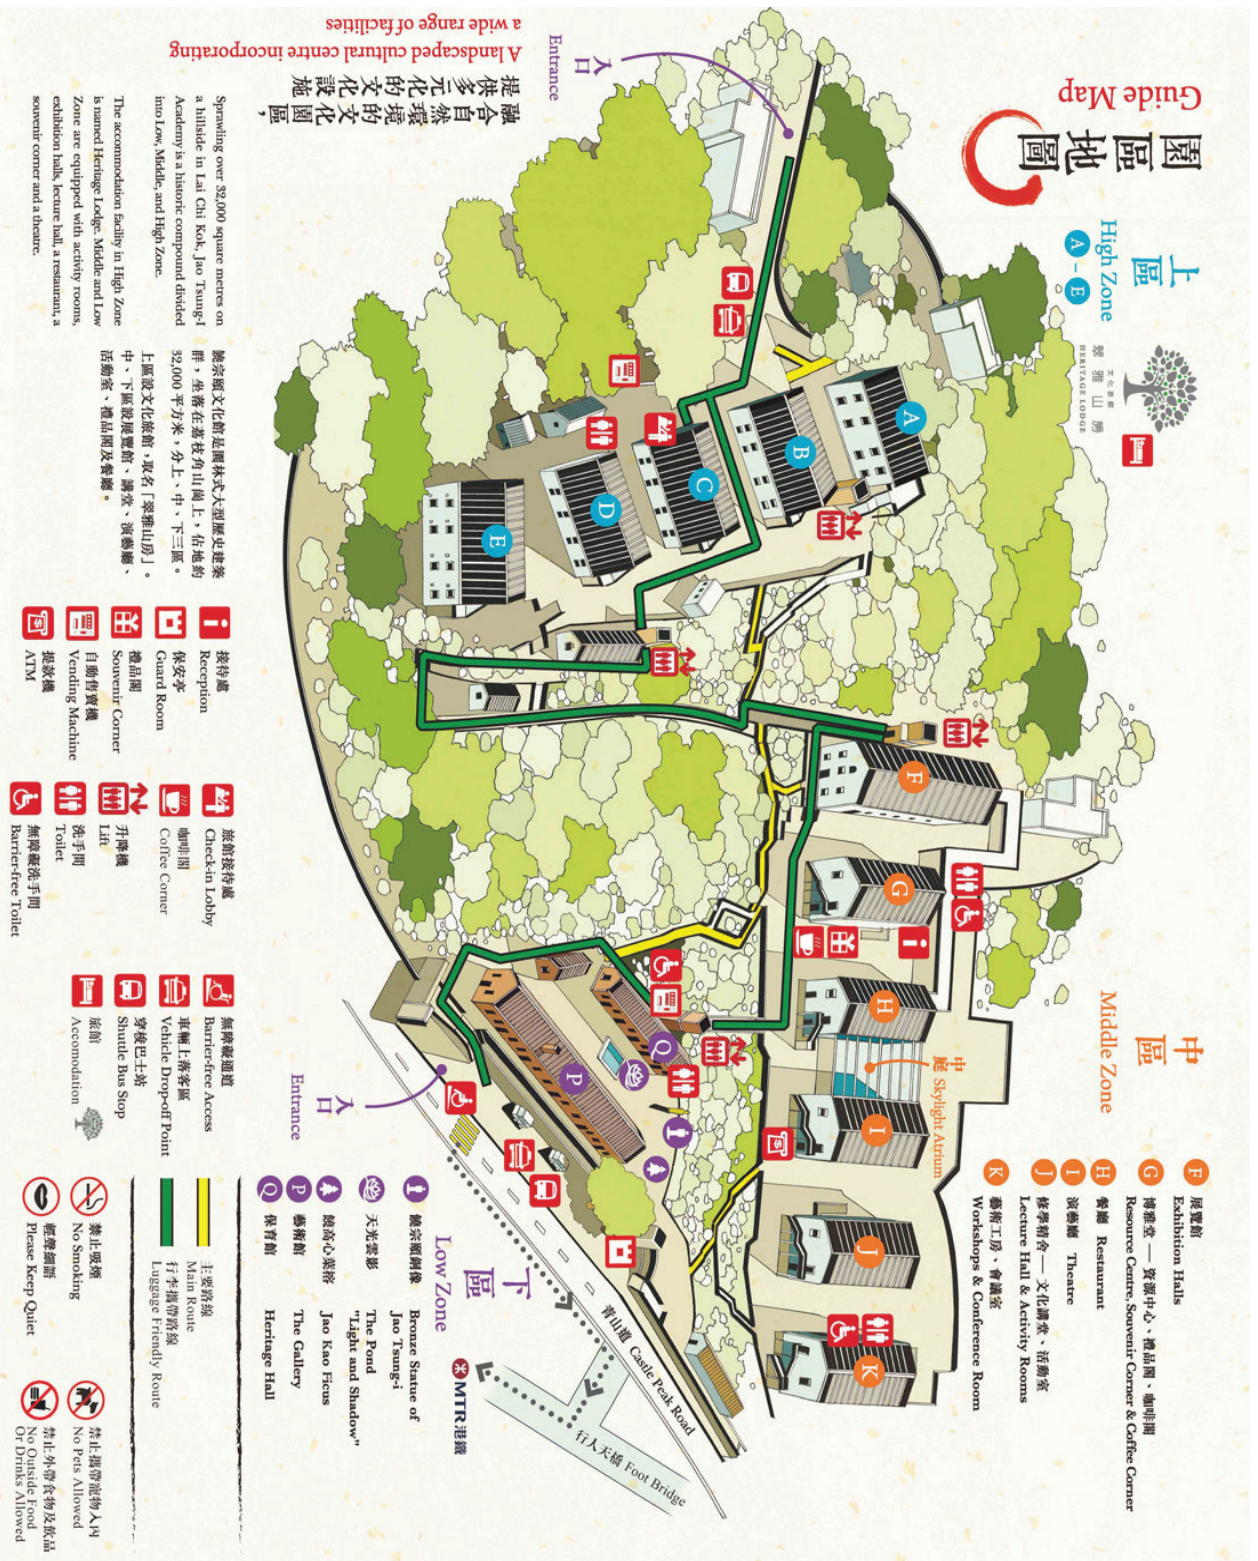 Guide Map
園區地圖
融合自然環境的文化園區，
提供多元化的文化設施
A landscaped cultural centre incorporating
a wide range of facilities
Sprawling over 32,000 square metres on
a hillside in Lai Chi Kok, Jao Tsung-I
Academy is a historic compound divided
into Low, Middle, and High Zone.
The accommodation facility in High Zone
is named Heritage Lodge. Middle and Low
Zone are equipped with activity rooms,
exhibition halls, lecture hall, a restaurant, a
souvenir corner and a theatre.
饒宗頤文化館是園林式大型歷史建築
群，坐落在荔枝角山崗上，佔地約
32,000 平方米，分上、中、下三區。
上區設文化旅館，取名「翠雅山房」。
中、下區設展覽館、講堂、演藝廳、
活動室、禮品閣及餐廳。
入口
Entrance
上區
High Zone
A - E
文化旅館
翠雅山房
HERITAGE LODGE
A
B
C
D
E
F
G
H
I
J
K
P
Q
中庭 Skylight Atrium
中區
Middle Zone
F 展覽館
Exhibition Halls
G 博雅堂 — 資源中心、禮品閣、咖啡閣
Resource Centre, Souvenir Corner & Coffee Corner
H 餐廳 Restaurant
I 演藝廳 Theatre
J 修學精舍 — 文化講堂、活動室
Lecture Hall & Activity Rooms
K 藝術工房、會議室
Workshops & Conference Room
入口
Entrance
下區
Low Zone
饒宗頤銅像 Bronze Statue of
Jao Tsung-i
天光雲影 The Pond
"Light and Shadow"
饒高心葉榕 Jao Kao Ficus
P 藝術館 The Gallery
Q 保育館 Heritage Hall
青山道 Castle Peak Road
行人天橋 Foot Bridge
MTR 港鐵
接待處
Reception
保安亭
Guard Room
禮品閣
Souvenir Corner
自動售賣機
Vending Machine
提款機
ATM
旅館接待處
Check-in Lobby
咖啡閣
Coffee Corner
升降機
Lift
洗手間
Toilet
無障礙洗手間
Barrier-free Toilet
無障礙通道
Barrier-free Access
車輛上落客區
Vehicle Drop-off Point
穿梭巴士站
Shuttle Bus Stop
旅館
Accomodation
主要路線
Main Route
行李攜帶路線
Luggage Friendly Route
禁止吸煙
No Smoking
輕聲細語
Please Keep Quiet
禁止攜帶寵物入內
No Pets Allowed
禁止外帶食物及飲品
No Outside Food
Or Drinks Allowed